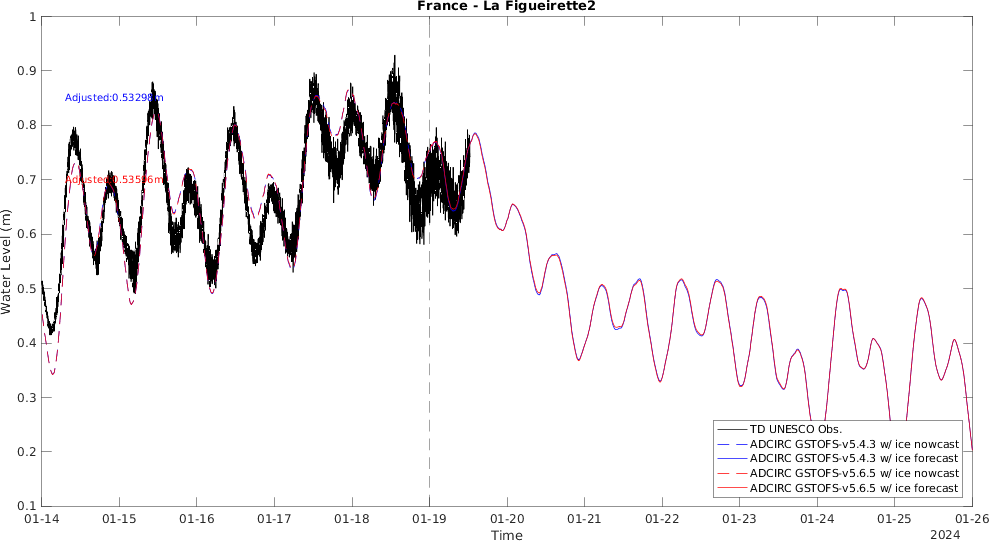 France - La Figueirette2
Water Level (m)
1
0.9
0.8
0.7
0.6
0.5
0.4
0.3
0.2
0.1
Adjusted:0.53298m
Adjusted:0.53596m
TD UNESCO Obs.
ADCIRC GSTOFS-v5.4.3 w/ ice nowcast
ADCIRC GSTOFS-v5.4.3 w/ ice forecast
ADCIRC GSTOFS-v5.6.5 w/ ice nowcast
ADCIRC GSTOFS-v5.6.5 w/ ice forecast
01-14 01-15 01-16 01-17 01-18 01-19 01-20 01-21 01-22 01-23 01-24 01-25 01-26
Time
2024